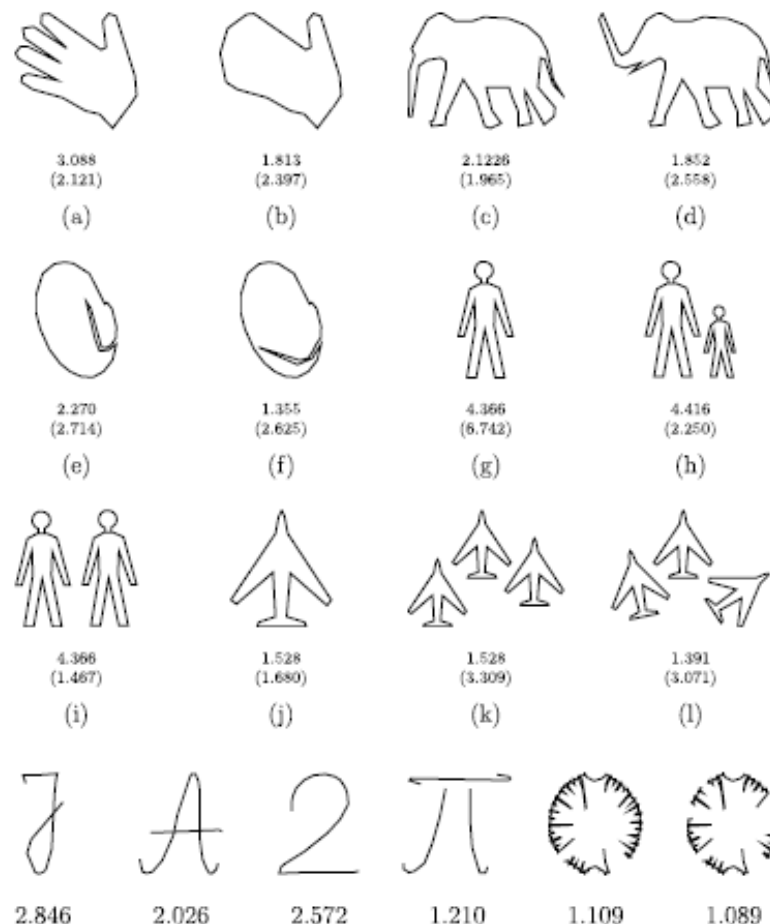 3.088 1.813 2.1226 1.852
(2.121) (2.397) (1.965) (2.558)
(a) (b) (c) (d)
2.270 1.355 4.366 4.416
(2.714) (2.625) (6.742) (2.250)
(e) (f) (g) (h)
4.366 1.528 1.528 1.391
(1.467) (1.680) (3.309) (3.071)
(i) (j) (k) (l)
J A 2 π
2.846 2.026 2.572 1.210 1.109 1.089